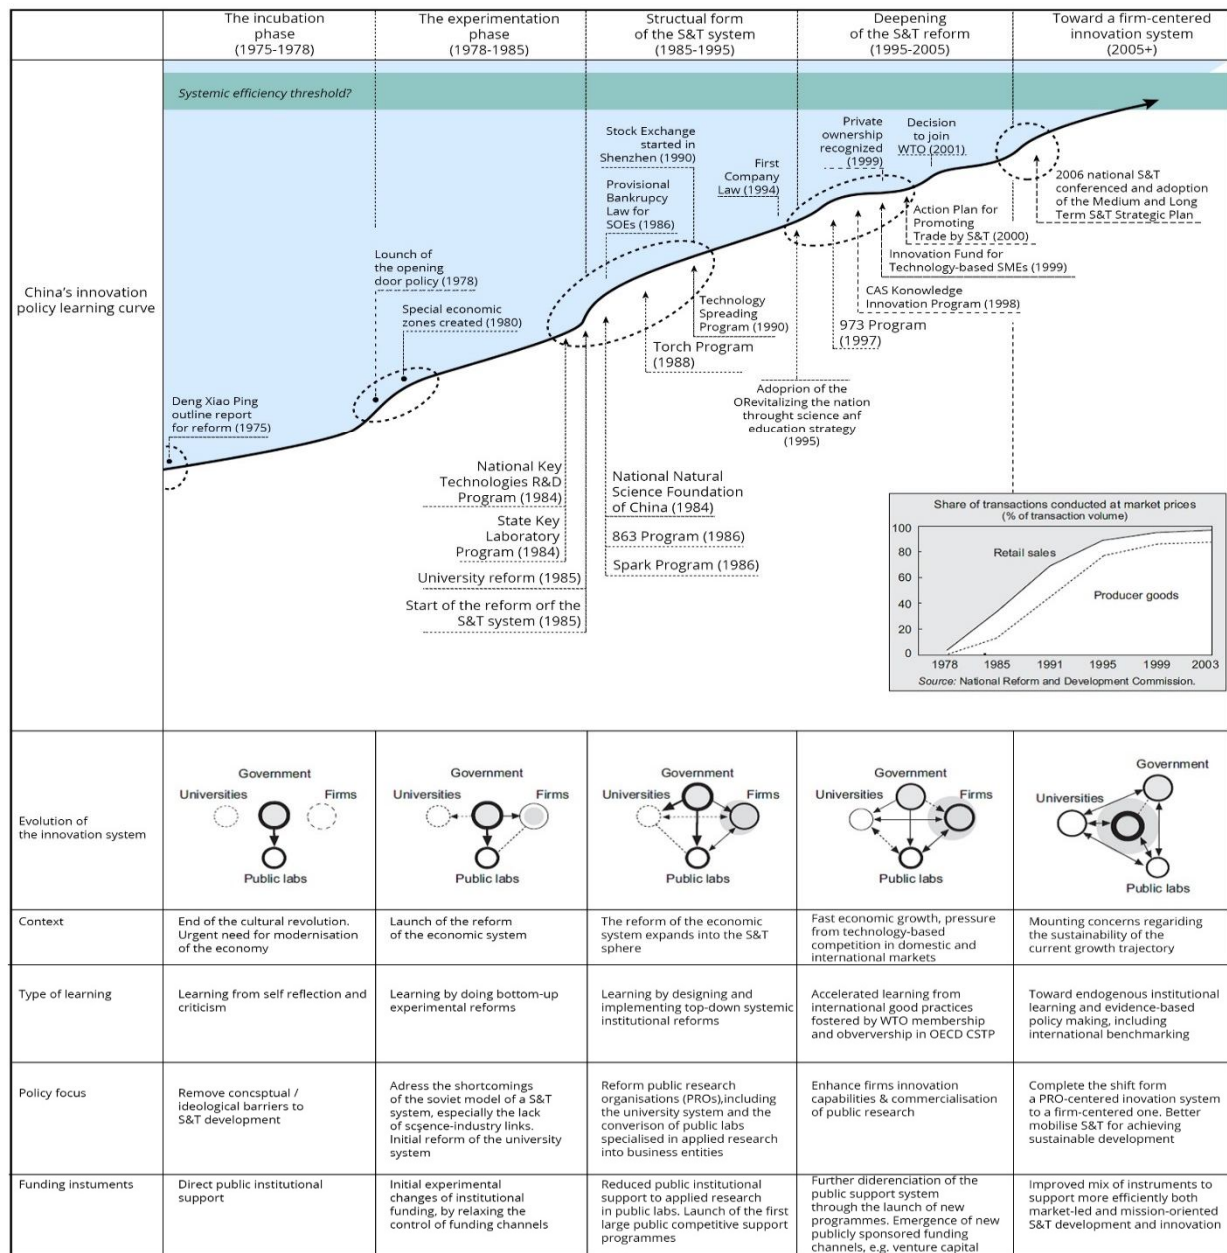 The incubation
phase
(1975-1978)
The experimentation
phase
(1978-1985)
Structual form
of the S&T system
(1985-1995)
Deepening
of the S&T reform
(1995-2005)
Toward a firm-centered
innovation system
(2005+)
China's innovation
policy learning curve
Systemic efficiency threshold?
Deng Xiao Ping
outline report
for reform (1975)
Lounch of
the opening
door policy (1978)
Special economic
zones created (1980)
Stock Exchange
started in
Shenzhen (1990)
Provisional
Bankrupcy
Law for
SOEs (1986)
First
Company
Law (1994)
Private
ownership
recognized
(1999)
Decision
to join
WTO (2001)
2006 national S&T
conferenced and adoption
of the Medium and Long
Term S&T Strategic Plan
Action Plan for
Promoting
Trade by S&T (2000)
Innovation Fund for
Technology-based SMEs (1999)
CAS Konowledge
Innovation Program (1998)
973 Program
(1997)
Technology
Spreading
Program (1990)
Torch Program
(1988)
Adoprion of the
ORevitalizing the nation
throught science anf
education strategy
(1995)
National Key
Technologies R&D
Program (1984)
State Key
Laboratory
Program (1984)
University reform (1985)
Start of the reform orf the
S&T system (1985)
National Natural
Science Foundation
of China (1984)
863 Program (1986)
Spark Program (1986)
Share of transactions conducted at market prices
(% of transaction volume)
100
80
60
40
20
0
Retail sales
Producer goods
1978 1985 1991 1995 1999 2003
Source: National Reform and Development Commission.
Evolution of
the innovation system
Government
Universities Firms
Public labs
Government
Universities Firms
Public labs
Government
Universities Firms
Public labs
Government
Universities Firms
Public labs
Government
Universities
Public labs
Context
End of the cultural revolution.
Urgent need for modernisation
of the economy
Launch of the reform
of the economic system
The reform of the economic
system expands into the S&T
sphere
Fast economic growth, pressure
from technology-based
competition in domestic and
international markets
Mounting concerns regariding
the sustainability of the
current growth trajectory
Type of learning
Learning from self reflection and
criticism
Learning by doing bottom-up
experimental reforms
Learning by designing and
implementing top-down systemic
institutional reforms
Accelerated learning from
international good practices
fostered by WTO membership
and obververship in OECD CSTP
Toward endogenous institutional
learning and evidence-based
policy making, including
international benchmarking
Policy focus
Remove concsptual /
ideological barriers to
S&T development
Adress the shortcomings
of the soviet model of a S&T
system, especially the lack
of scsence-industry links.
Initial reform of the university
system
Reform public research
organisations (PROs),including
the university system and the
converison of public labs
specialised in applied research
into business entities
Enhance firms innovation
capabilities & commercialisation
of public research
Complete the shift form
a PRO-centered inovation system
to a firm-centered one. Better
mobilise S&T for achieving
sustainable development
Funding instuments
Direct public institutional
support
Initial experimental
changes of institutional
funding, by relaxing the
control of funding channels
Reduced public institutional
support to applied research
in public labs. Launch of the first
large public competitive support
programmes
Further diderenciation of the
public support system
through the launch of new
programmes. Emergence of new
publicly sponsored funding
channels, e.g. venture capital
Improved mix of instruments to
support more efficiently both
market-led and mission-oriented
S&T development and innovation